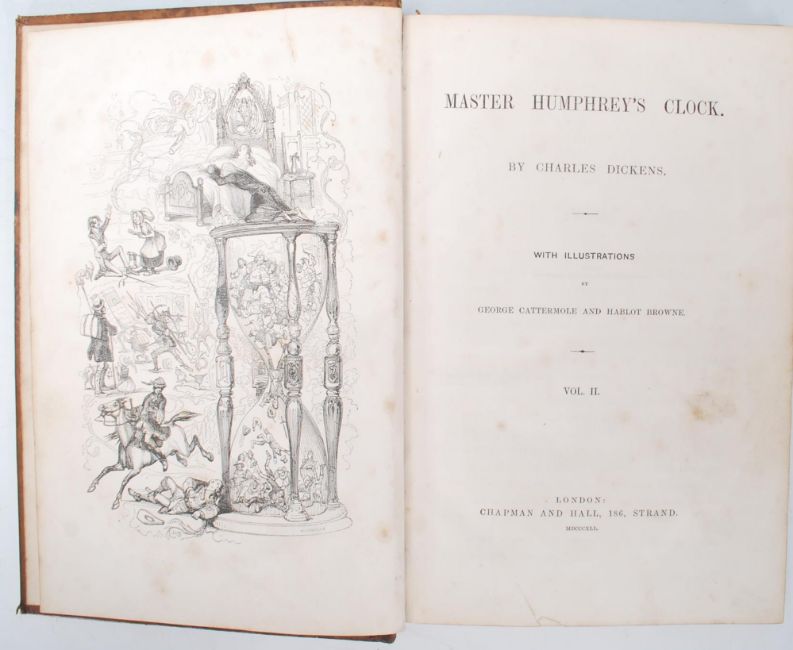 MASTER HUMPHREY'S CLOCK.
BY CHARLES DICKENS.
WITH ILLUSTRATIONS
BY
GEORGE CATTERMOLE AND HABLOT BROWNE.
VOL. II.
LONDON:
CHAPMAN AND HALL, 186, STRAND.
MDCCCXLI.